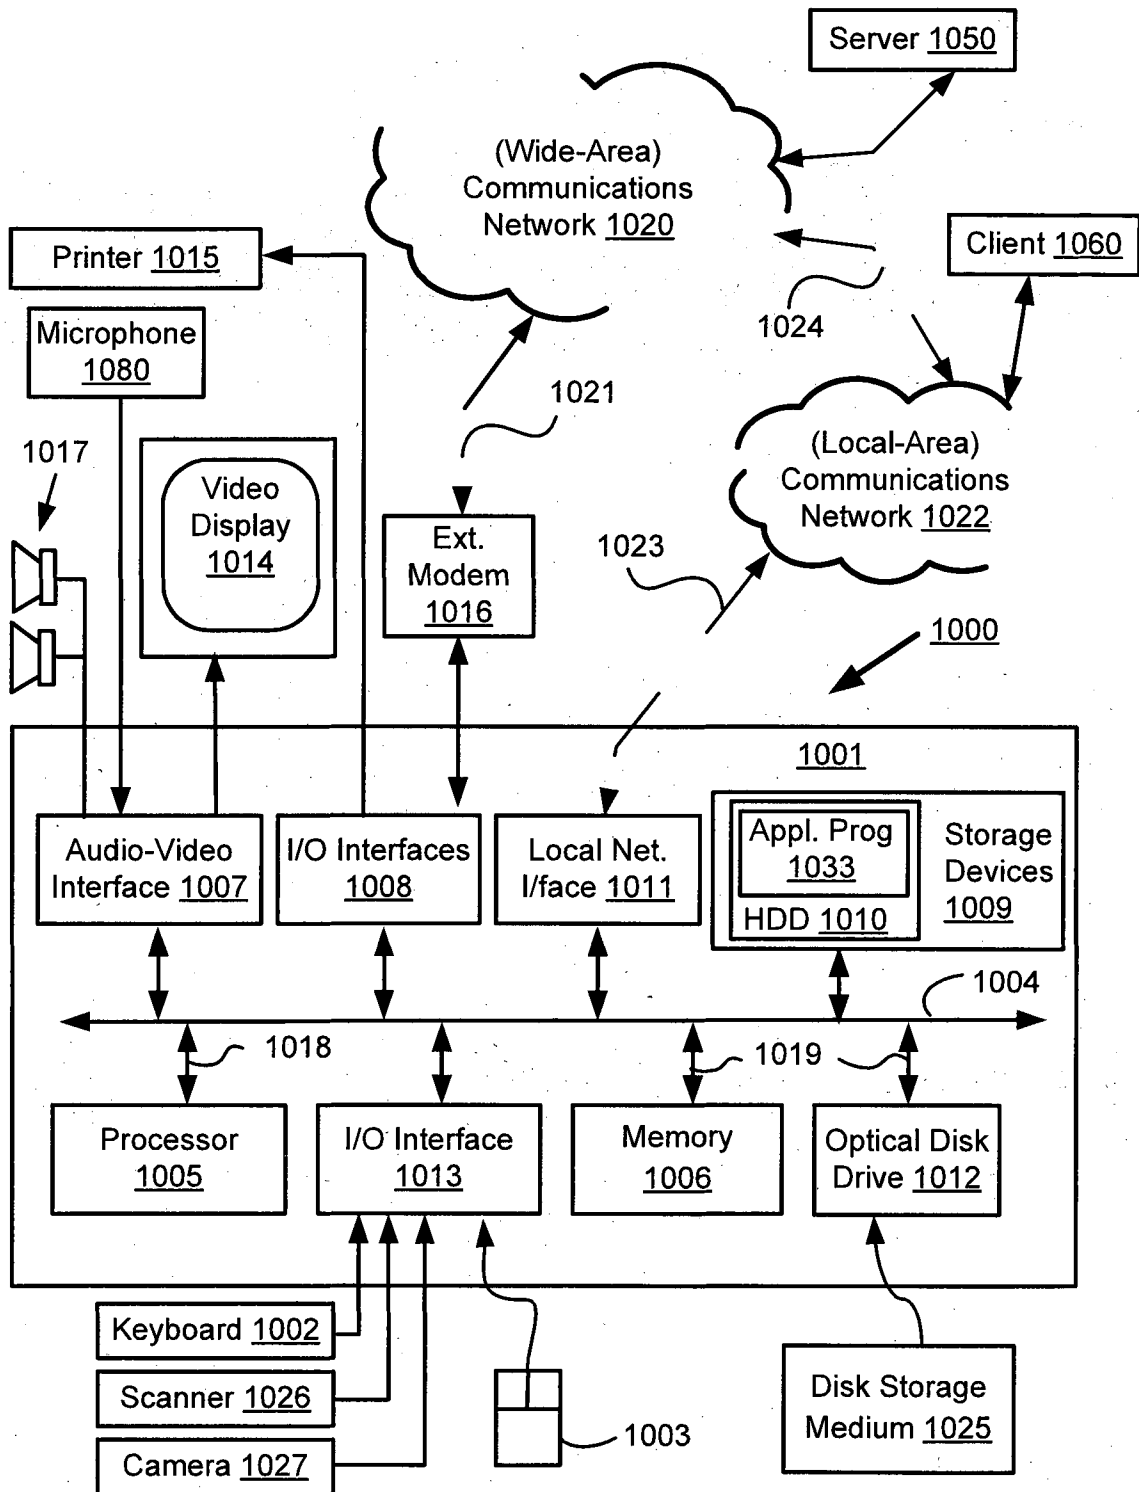 Server 1050
(Wide-Area)
Communications
Network 1020
Printer 1015
Client 1060
1024
Microphone
1080
1021
1017
Video
Display
1014
(Local-Area)
Communications
Network 1022
Ext.
Modem
1016
1023
1000
1001
Audio-Video
Interface 1007
I/O Interfaces
1008
Local Net.
I/face 1011
Appl. Prog
1033
HDD 1010
Storage
Devices
1009
1004
1018
1019
Processor
1005
I/O Interface
1013
Memory
1006
Optical Disk
Drive 1012
Keyboard 1002
Scanner 1026
Camera 1027
1003
Disk Storage
Medium 1025